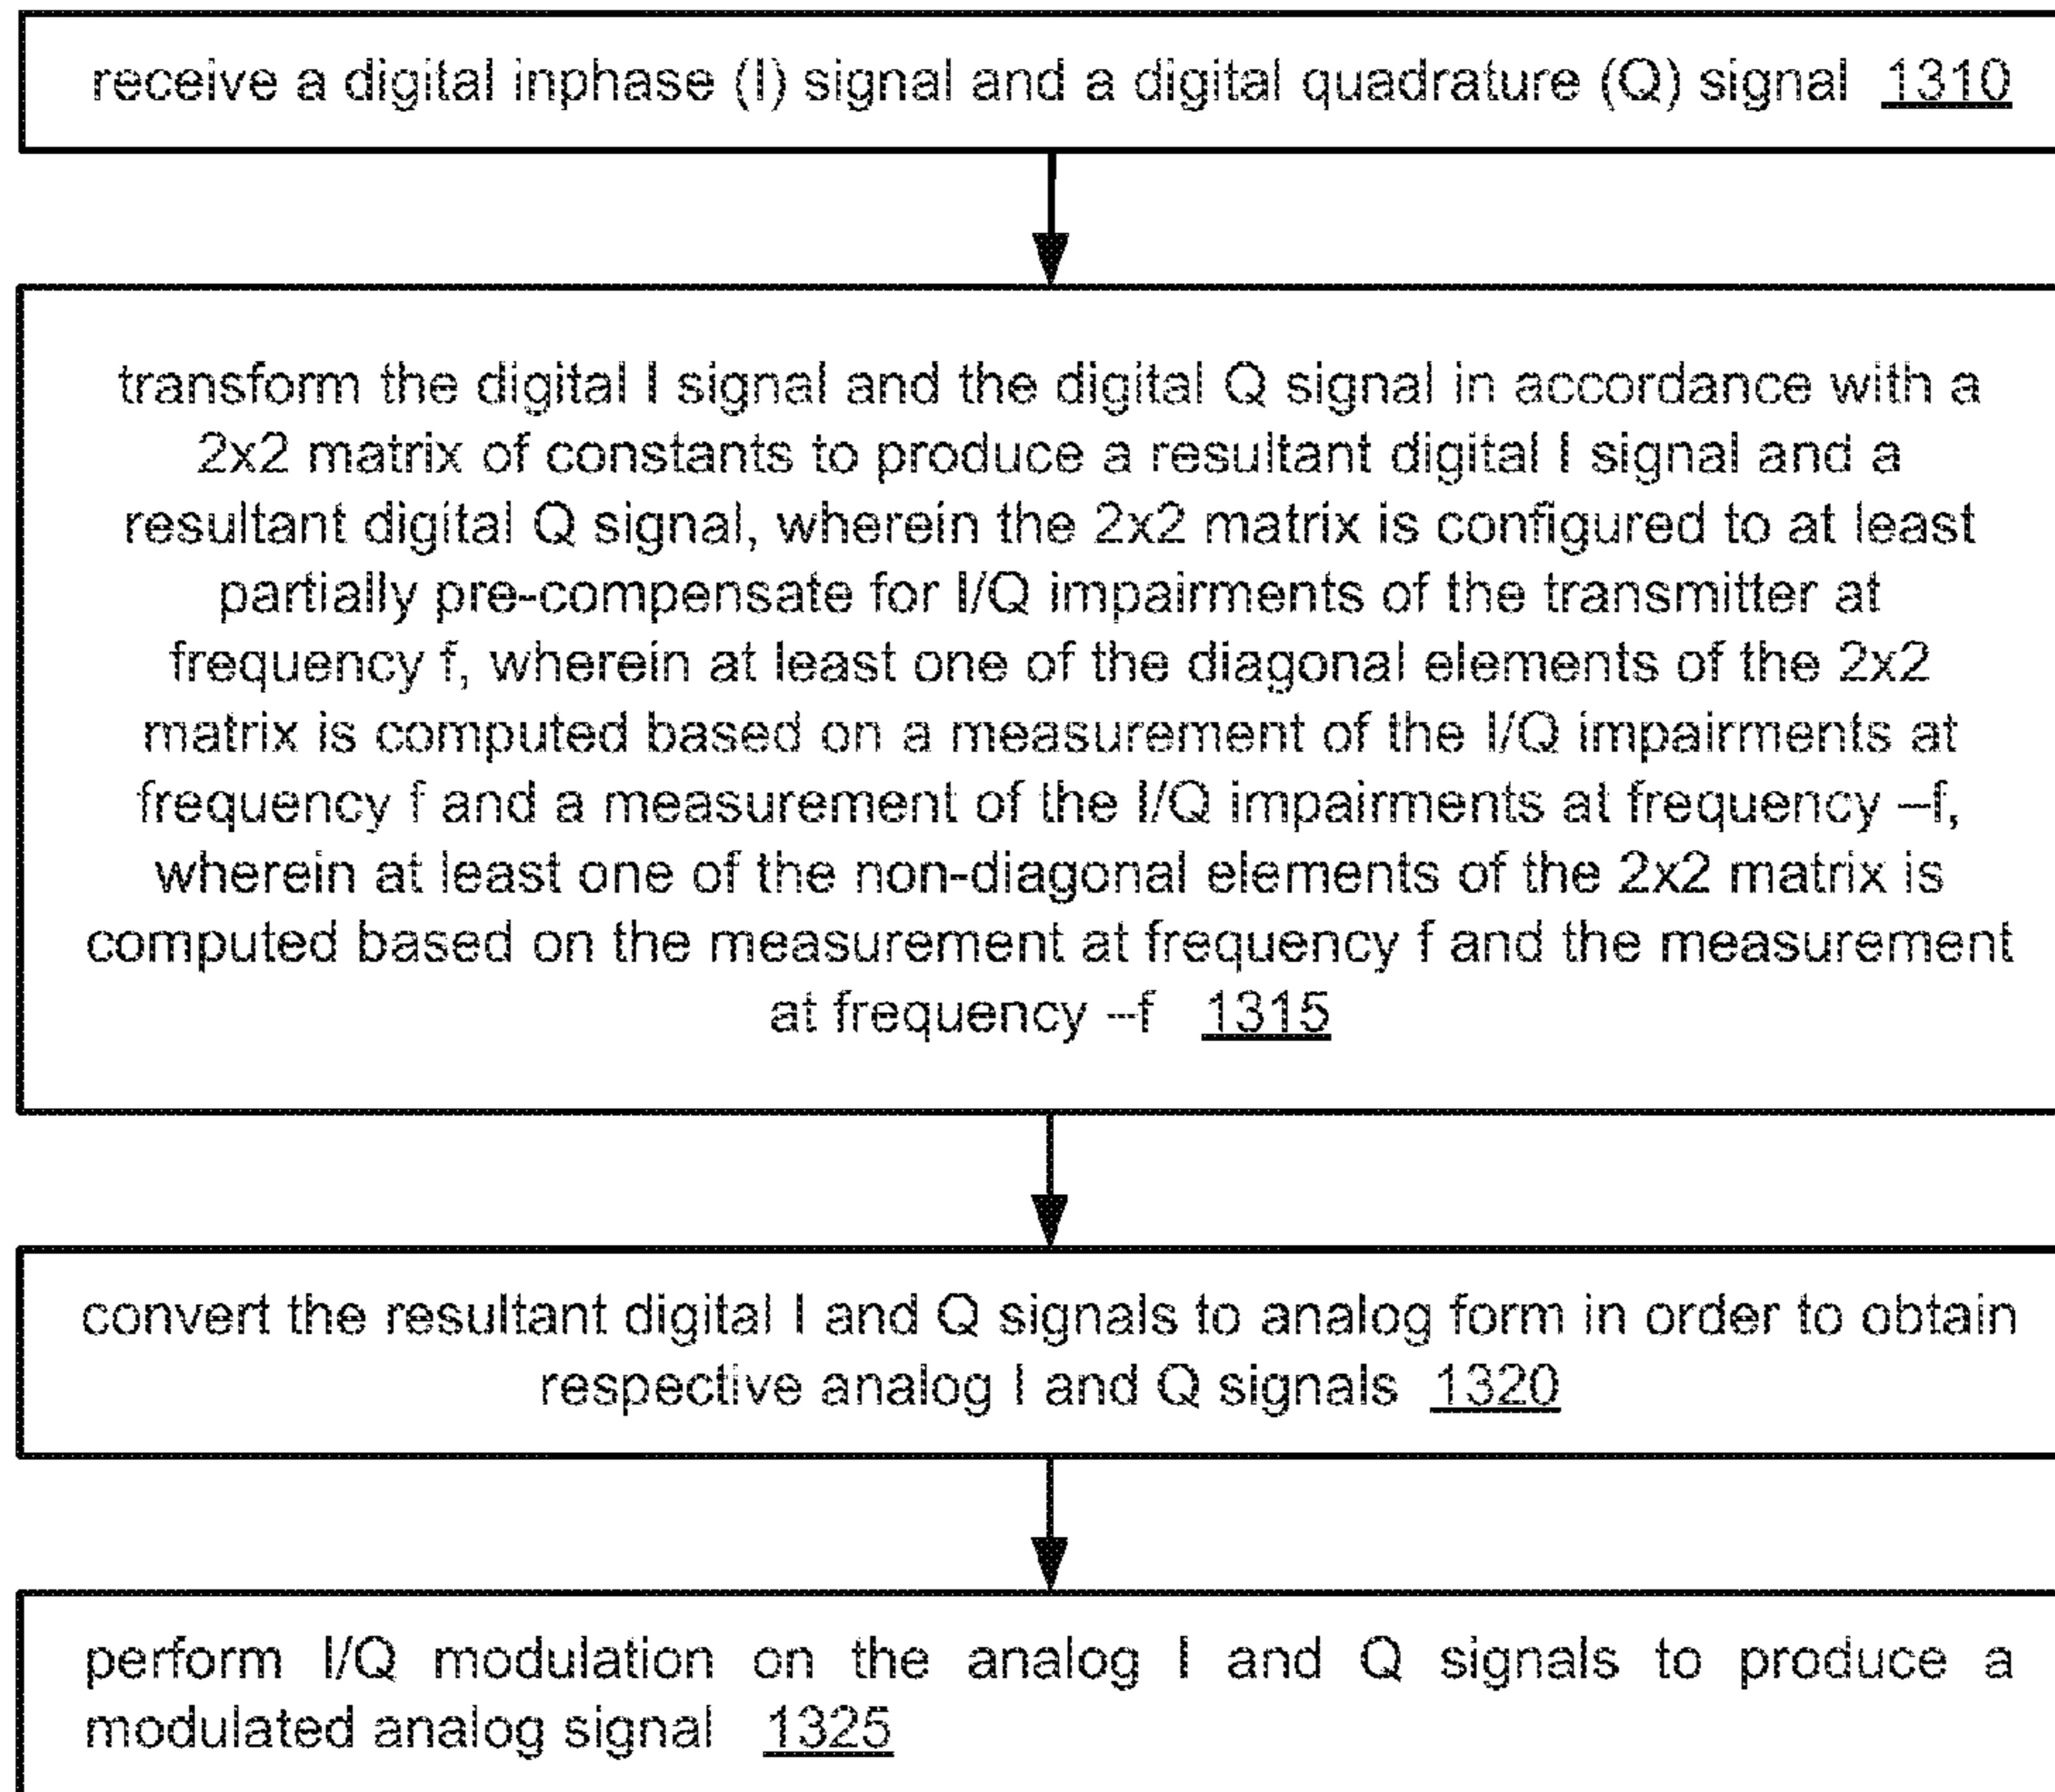 receive a digital inphase (I) signal and a digital quadrature (Q) signal 1310
transform the digital I signal and the digital Q signal in accordance with a
2x2 matrix of constants to produce a resultant digital I signal and a
resultant digital Q signal, wherein the 2x2 matrix is configured to at least
partially pre-compensate for I/Q impairments of the transmitter at
frequency f, wherein at least one of the diagonal elements of the 2x2
matrix is computed based on a measurement of the I/Q impairments at
frequency f and a measurement of the I/Q impairments at frequency –f,
wherein at least one of the non-diagonal elements of the 2x2 matrix is
computed based on the measurement at frequency f and the measurement
at frequency –f 1315
convert the resultant digital I and Q signals to analog form in order to obtain
respective analog I and Q signals 1320
perform I/Q modulation on the analog I and Q signals to produce a
modulated analog signal 1325